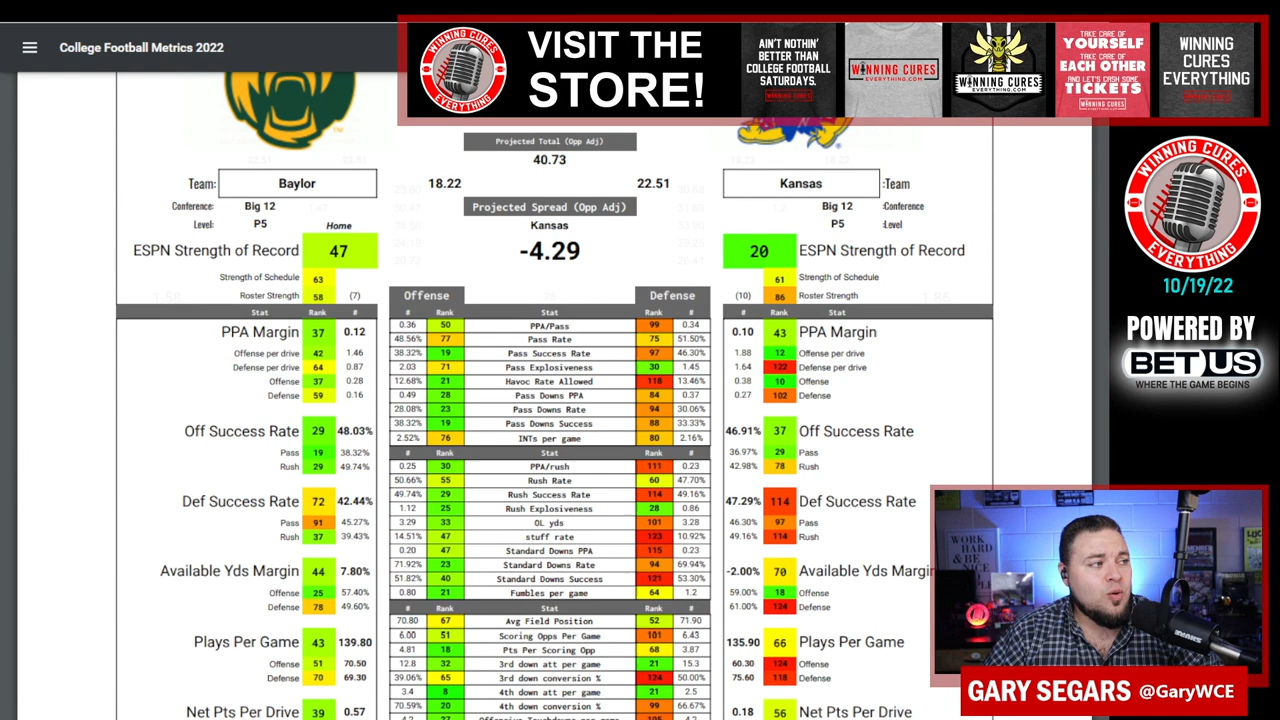 College Football Metrics 2022
WINNING CURES
EVERYTHING
VISIT THE
STORE!
AIN'T NOTHIN'
BETTER THAN
COLLEGE FOOTBALL
SATURDAYS.
WINNING CURES
WINNING CURES
EVERYTHING.COM
TAKE CARE OF
YOURSELF
TAKE CARE OF
EACH OTHER
AND LET'S CASH SOME
TICKETS
WINNING CURES
WINNING
CURES
EVERYTHING
Projected Total (Opp Adj)
40.73
Team: Baylor 18.22 22.51 Kansas :Team
Projected Spread (Opp Adj)
Conference: Big 12 Big 12 :Conference
Level: P5 Home Kansas P5 :Level
ESPN Strength of Record 47 -4.29 20 ESPN Strength of Record
Strength of Schedule 63 61 Strength of Schedule
Roster Strength 58 (7) Offense Defense (10) 86 Roster Strength
Stat Rank # # Rank Stat Rank # # Rank Stat
0.36 50 PPA/Pass 99 0.34
PPA Margin 37 0.12 48.56% 77 Pass Rate 75 51.50% 0.10 43 PPA Margin
Offense per drive 42 1.46 38.32% 19 Pass Success Rate 97 46.30% 1.88 12 Offense per drive
Defense per drive 64 0.87 2.03 71 Pass Explosiveness 30 1.45 1.64 122 Defense per drive
Offense 37 0.28 12.68% 21 Havoc Rate Allowed 118 13.46% 0.38 10 Offense
Defense 59 0.16 0.49 28 Pass Downs PPA 84 0.37 0.27 102 Defense
28.08% 23 Pass Downs Rate 94 30.06%
Off Success Rate 29 48.03% 38.32% 19 Pass Downs Success 88 33.33% 46.91% 37 Off Success Rate
2.52% 76 INTs per game 80 2.16%
Pass 19 38.32% # Rank Stat Rank # 36.97% 29 Pass
Rush 29 49.74% 0.25 30 PPA/rush 111 0.23 42.98% 78 Rush
50.66% 55 Rush Rate 60 47.70%
Def Success Rate 72 42.44% 49.74% 29 Rush Success Rate 114 49.16% 47.29% 114 Def Success Rate
1.12 25 Rush Explosiveness 28 0.86
Pass 91 45.27% 3.29 33 OL yds 101 3.28 46.30% 97 Pass
Rush 37 39.43% 14.51% 47 stuff rate 123 10.92% 49.16% 114 Rush
0.20 47 Standard Downs PPA 115 0.23
Available Yds Margin 44 7.80% 71.92% 23 Standard Downs Rate 94 69.94% -2.00% 70 Available Yds Margin
51.82% 40 Standard Downs Success 121 53.30%
Offense 25 57.40% 0.80 21 Fumbles per game 64 1.2 59.00% 18 Offense
Defense 78 49.60% # Rank Stat Rank # 61.00% 124 Defense
70.80 67 Avg Field Position 52 71.90
Plays Per Game 43 139.80 6.00 51 Scoring Opps Per Game 101 6.43 135.90 66 Plays Per Game
4.81 18 Pts Per Scoring Opp 68 3.87
Offense 51 70.50 12.8 32 3rd down att per game 21 15.3 60.30 124 Offense
Defense 70 69.30 39.06% 65 3rd down conversion % 124 50.00% 75.60 118 Defense
3.4 8 4th down att per game 21 2.5
Net Pts Per Drive 39 0.57 70.59% 20 4th down conversion % 99 66.67% 0.18 56 Net Pts Per Drive
WINNING CURES
EVERYTHING
10/19/22
POWERED BY
BETUS
WHERE THE GAME BEGINS
WORK
HARD &
BE NICE
GARY SEGARS @GaryWCE